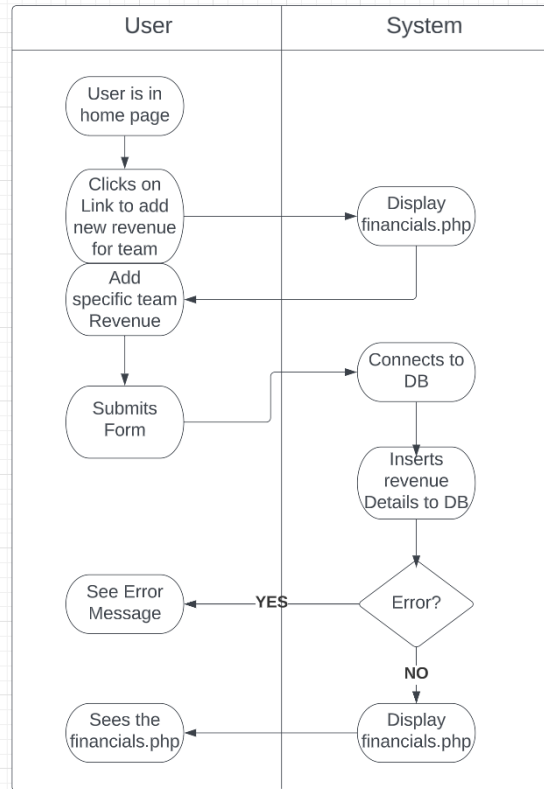 User
System
User is in
home page
Clicks on
Link to add
new revenue
for team
Display
financials.php
Add
specific team
Revenue
Submits
Form
Connects to
DB
Inserts
revenue
Details to DB
Error?
YES
See Error
Message
NO
Display
financials.php
Sees the
financials.php